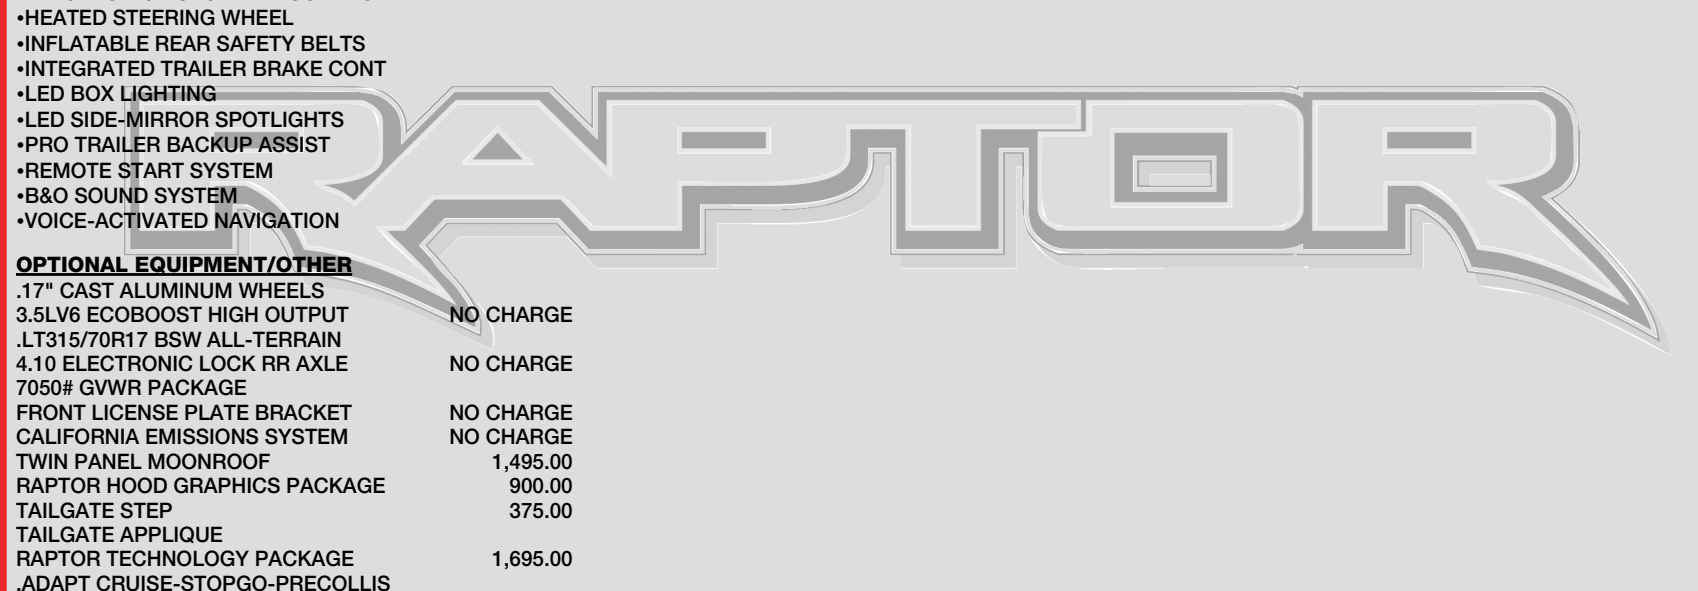 •HEATED STEERING WHEEL
•INFLATABLE REAR SAFETY BELTS
•INTEGRATED TRAILER BRAKE CONT
•LED BOX LIGHTING
•LED SIDE-MIRROR SPOTLIGHTS
•PRO TRAILER BACKUP ASSIST
•REMOTE START SYSTEM
•B&O SOUND SYSTEM
•VOICE-ACTIVATED NAVIGATION
RAPTOR
OPTIONAL EQUIPMENT/OTHER
.17" CAST ALUMINUM WHEELS
3.5LV6 ECOBOOST HIGH OUTPUT NO CHARGE
.LT315/70R17 BSW ALL-TERRAIN
4.10 ELECTRONIC LOCK RR AXLE NO CHARGE
7050# GVWR PACKAGE
FRONT LICENSE PLATE BRACKET NO CHARGE
CALIFORNIA EMISSIONS SYSTEM NO CHARGE
TWIN PANEL MOONROOF 1,495.00
RAPTOR HOOD GRAPHICS PACKAGE 900.00
TAILGATE STEP 375.00
TAILGATE APPLIQUE
RAPTOR TECHNOLOGY PACKAGE 1,695.00
.ADAPT CRUISE-STOPGO-PRECOLLIS